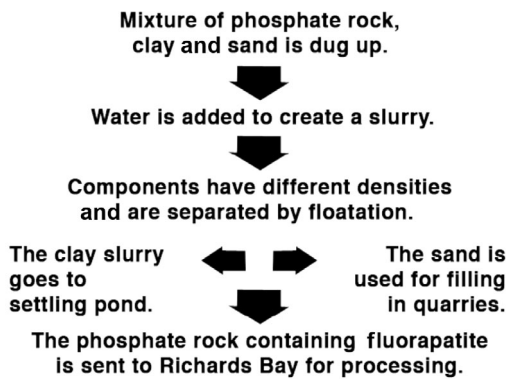 Mixture of phosphate rock,
clay and sand is dug up.
Water is added to create a slurry.
Components have different densities
and are separated by floatation.
The clay slurry
goes to
settling pond.
The sand is
used for filling
in quarries.
The phosphate rock containing fluorapatite
is sent to Richards Bay for processing.